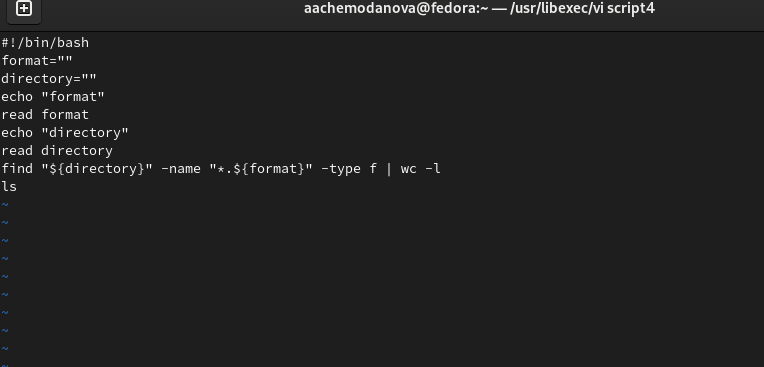 aachemodanova@fedora:~ — /usr/libexec/vi script4
#!/bin/bash
format=""
directory=""
echo "format"
read format
echo "directory"
read directory
find "${directory}" -name "*.${format}" -type f | wc -l
ls
~
~
~
~
~
~
~
~
~
~